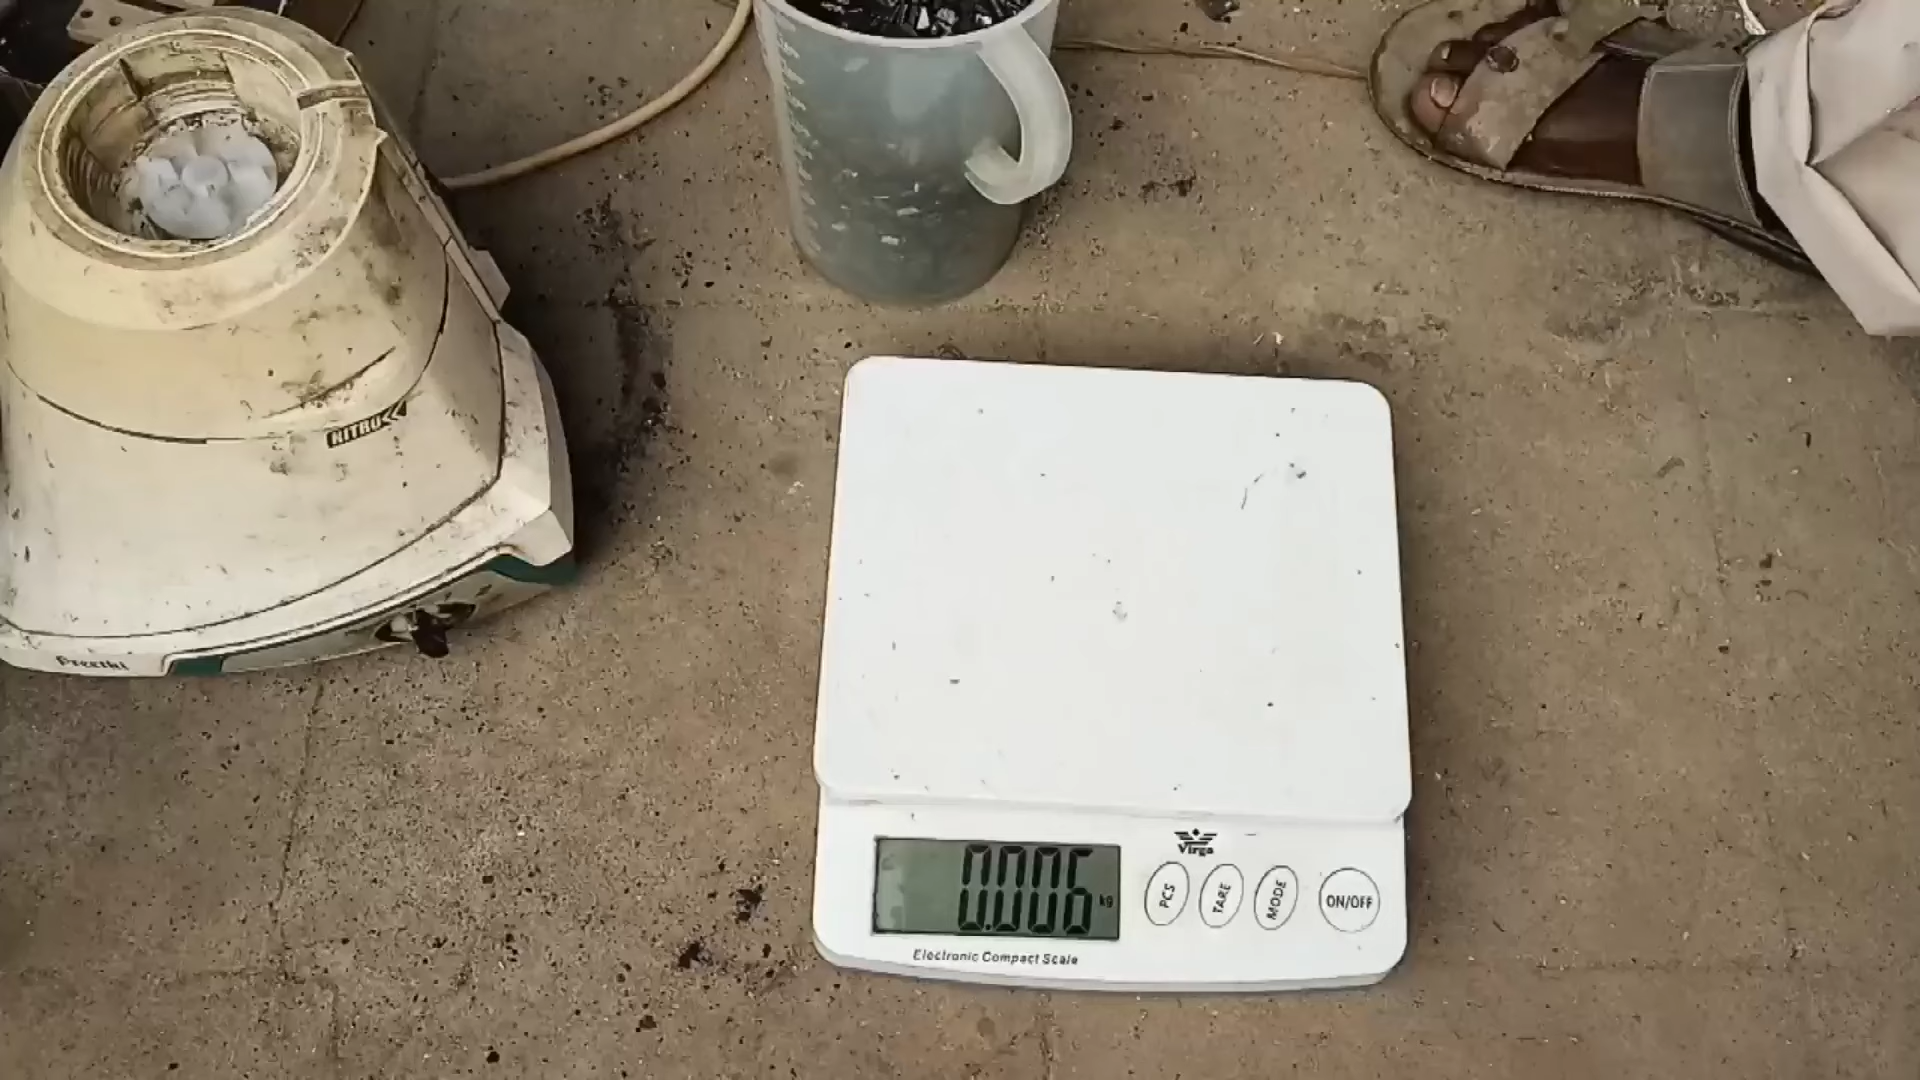 NITRO
Preethi
Virgo
0.006 kg
PCS
TARE
MODE
ON/OFF
Electronic Compact Scale